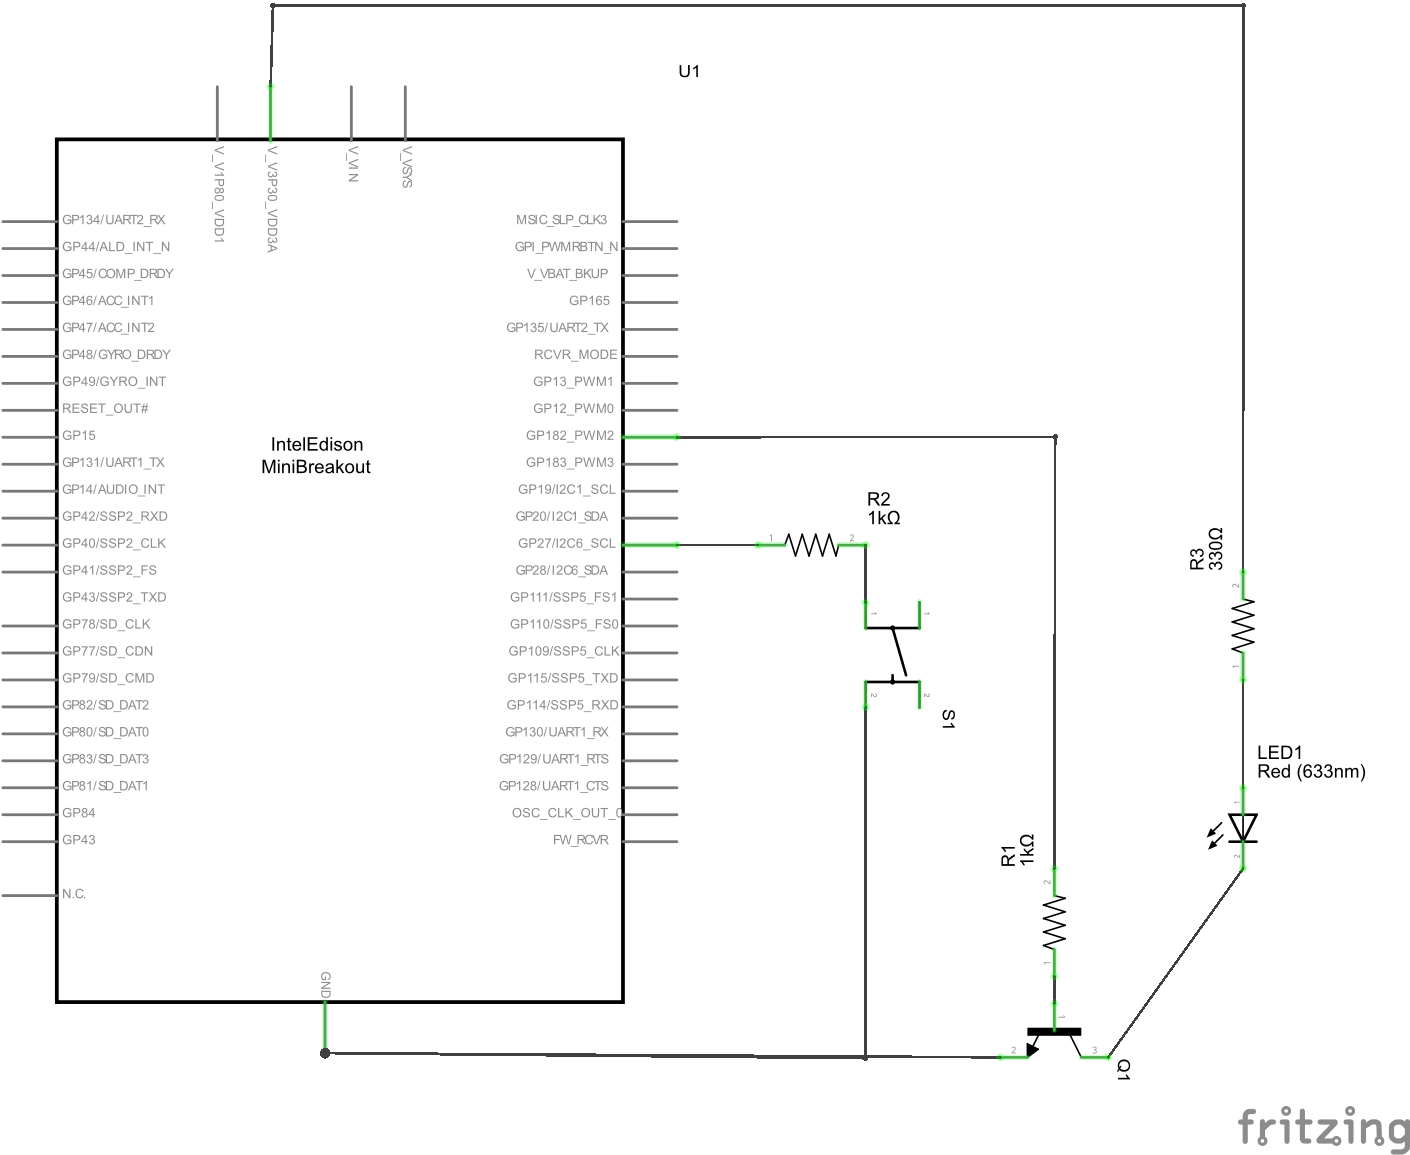 U1
V_V1P80_VDD1
V_V3P30_VDD3A
V_VIN
V_VSYS
GP134/UART2_RX
GP44/ALD_INT_N
GP45/COMP_DRDY
GP46/ACC_INT1
GP47/ACC_INT2
GP48/GYRO_DRDY
GP49/GYRO_INT
RESET_OUT#
GP15
GP131/UART1_TX
GP14/AUDIO_INT
GP42/SSP2_RXD
GP40/SSP2_CLK
GP41/SSP2_FS
GP43/SSP2_TXD
GP78/SD_CLK
GP77/SD_CDN
GP79/SD_CMD
GP82/SD_DAT2
GP80/SD_DAT0
GP83/SD_DAT3
GP81/SD_DAT1
GP84
GP43
N.C.
IntelEdison
MiniBreakout
MSIC_SLP_CLK3
GPI_PWMRBTN_N
V_VBAT_BKUP
GP165
GP135/UART2_TX
RCVR_MODE
GP13_PWM1
GP12_PWM0
GP182_PWM2
GP183_PWM3
GP19/I2C1_SCL
GP20/I2C1_SDA
GP27/I2C6_SCL
GP28/I2C6_SDA
GP111/SSP5_FS1
GP110/SSP5_FS0
GP109/SSP5_CLK
GP115/SSP5_TXD
GP114/SSP5_RXD
GP130/UART1_RX
GP129/UART1_RTS
GP128/UART1_CTS
OSC_CLK_OUT_0
FW_RCVR
GND
R2
1kΩ
1
2
1
1
2
2
S1
R3
330Ω
2
1
LED1
Red (633nm)
1
2
R1
1kΩ
2
1
1
2
3
Q1
fritzing